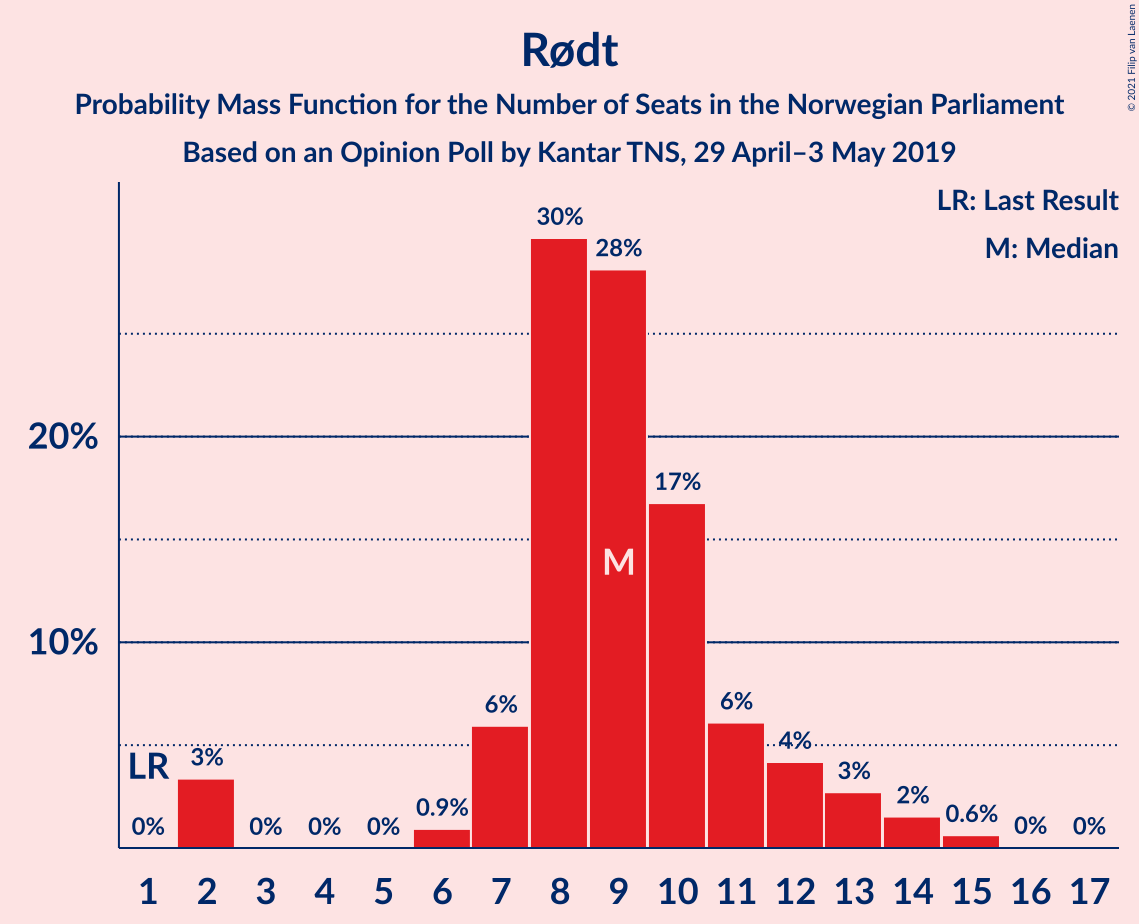 Rødt
Probability Mass Function for the Number of Seats in the Norwegian Parliament
Based on an Opinion Poll by Kantar TNS, 29 April–3 May 2019
© 2021 Filip van Laenen
LR: Last Result
M: Median
20%
10%
LR
0%
3%
0%
0%
0%
0.9%
6%
30%
28%
M
17%
6%
4%
3%
2%
0.6%
0%
0%
1 2 3 4 5 6 7 8 9 10 11 12 13 14 15 16 17